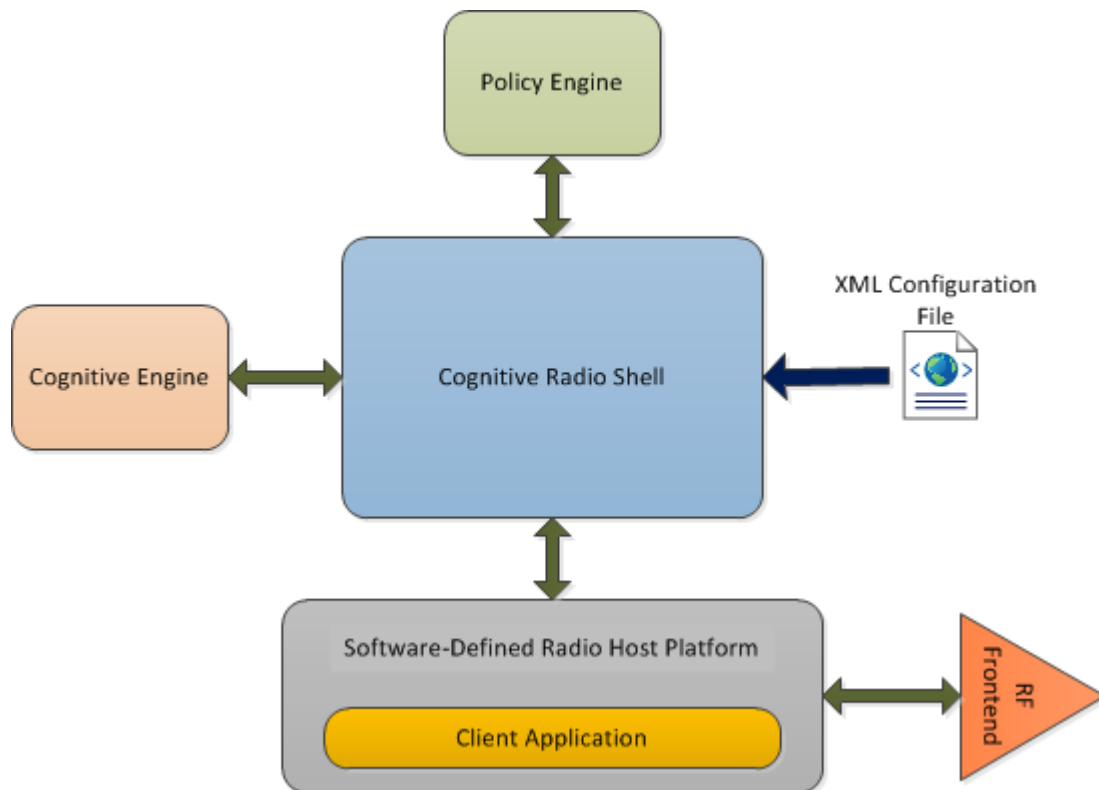 Policy Engine
XML Configuration
File
Cognitive Engine
Cognitive Radio Shell
Software-Defined Radio Host Platform
RF
Frontend
Client Application